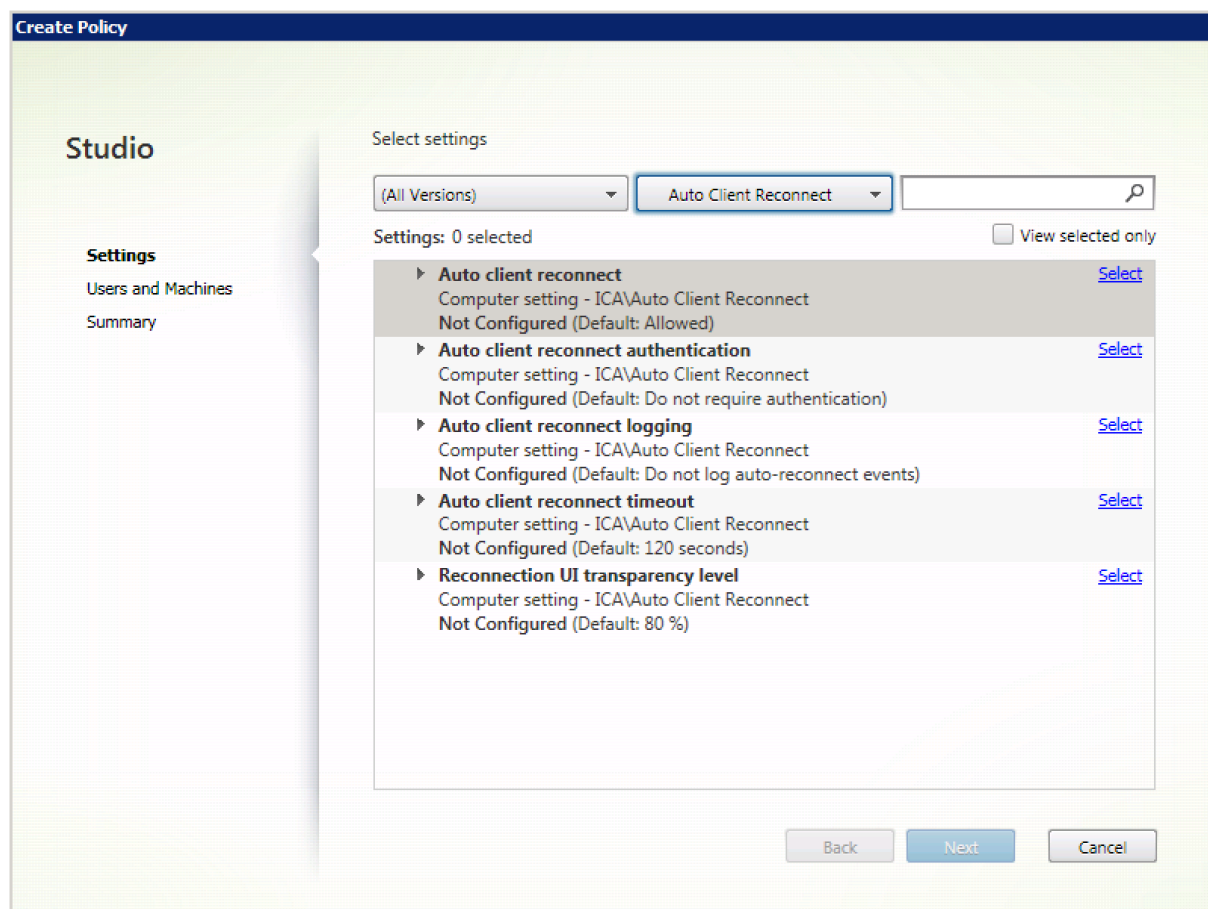 Create Policy
Studio
Settings
Users and Machines
Summary
Select settings
(All Versions)
Auto Client Reconnect
Settings: 0 selected
View selected only
Auto client reconnect
Select
Computer setting - ICA\Auto Client Reconnect
Not Configured (Default: Allowed)
Auto client reconnect authentication
Select
Computer setting - ICA\Auto Client Reconnect
Not Configured (Default: Do not require authentication)
Auto client reconnect logging
Select
Computer setting - ICA\Auto Client Reconnect
Not Configured (Default: Do not log auto-reconnect events)
Auto client reconnect timeout
Select
Computer setting - ICA\Auto Client Reconnect
Not Configured (Default: 120 seconds)
Reconnection UI transparency level
Select
Computer setting - ICA\Auto Client Reconnect
Not Configured (Default: 80 %)
Back
Next
Cancel